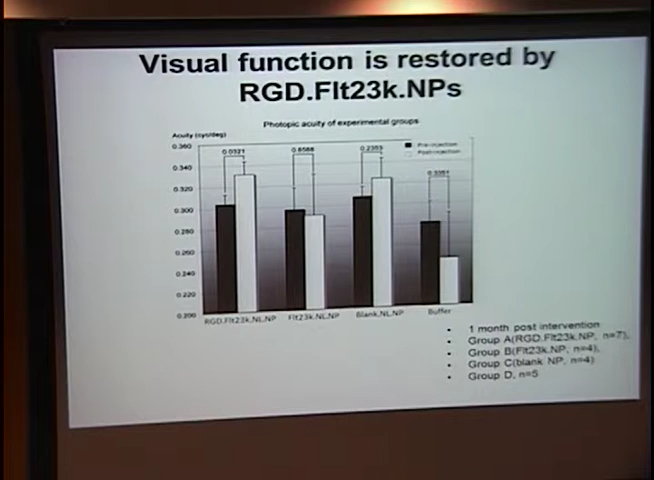 Visual function is restored by
RGD.Flt23k.NPs
Photopic acuity of experimental groups
Acuity (cyc/deg)
Pre-injection
Post-injection
0.360
0.340
0.320
0.300
0.280
0.260
0.240
0.220
0.200
0.0321
0.8588
0.2353
0.3351
RGD.Flt23k.NL.NP
Flt23k.NL.NP
Blank.NL.NP
Buffer
• 1 month post intervention
• Group A(RGD.Flt23k.NP, n=7),
• Group B(Flt23k.NP, n=4),
• Group C(blank NP, n=4)
• Group D, n=5